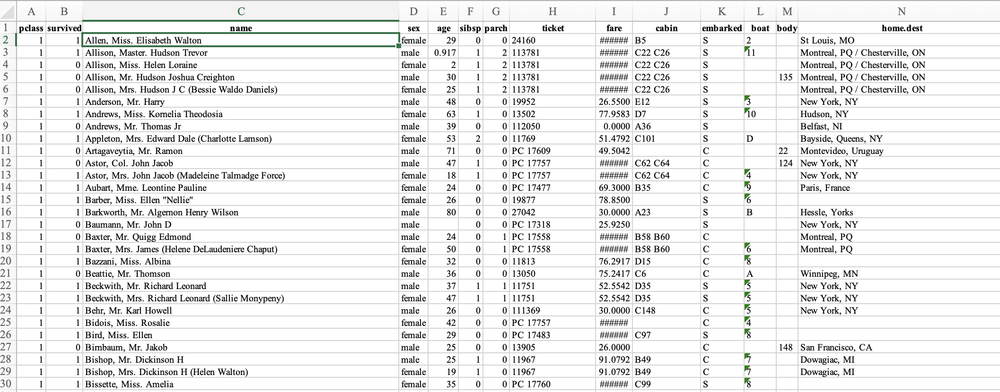 A B C D E F G H I J K L M N
1 pclass survived name sex age sibsp parch ticket fare cabin embarked boat body home.dest
2 1 1 Allen, Miss. Elisabeth Walton female 29 0 0 24160 ###### B5 S 2 St Louis, MO
3 1 1 Allison, Master. Hudson Trevor male 0.917 1 2 113781 ###### C22 C26 S 11 Montreal, PQ / Chesterville, ON
4 1 0 Allison, Miss. Helen Loraine female 2 1 2 113781 ###### C22 C26 S Montreal, PQ / Chesterville, ON
5 1 0 Allison, Mr. Hudson Joshua Creighton male 30 1 2 113781 ###### C22 C26 S 135 Montreal, PQ / Chesterville, ON
6 1 0 Allison, Mrs. Hudson J C (Bessie Waldo Daniels) female 25 1 2 113781 ###### C22 C26 S Montreal, PQ / Chesterville, ON
7 1 1 Anderson, Mr. Harry male 48 0 0 19952 26.5500 E12 S 3 New York, NY
8 1 1 Andrews, Miss. Kornelia Theodosia female 63 1 0 13502 77.9583 D7 S 10 Hudson, NY
9 1 0 Andrews, Mr. Thomas Jr male 39 0 0 112050 0.0000 A36 S Belfast, NI
10 1 1 Appleton, Mrs. Edward Dale (Charlotte Lamson) female 53 2 0 11769 51.4792 C101 S D Bayside, Queens, NY
11 1 0 Artagaveytia, Mr. Ramon male 71 0 0 PC 17609 49.5042 C 22 Montevideo, Uruguay
12 1 0 Astor, Col. John Jacob male 47 1 0 PC 17757 ###### C62 C64 C 124 New York, NY
13 1 1 Astor, Mrs. John Jacob (Madeleine Talmadge Force) female 18 1 0 PC 17757 ###### C62 C64 C 4 New York, NY
14 1 1 Aubart, Mme. Leontine Pauline female 24 0 0 PC 17477 69.3000 B35 C 9 Paris, France
15 1 1 Barber, Miss. Ellen "Nellie" female 26 0 0 19877 78.8500 S 6
16 1 1 Barkworth, Mr. Algernon Henry Wilson male 80 0 0 27042 30.0000 A23 S B Hessle, Yorks
17 1 0 Baumann, Mr. John D male 0 0 PC 17318 25.9250 S New York, NY
18 1 0 Baxter, Mr. Quigg Edmond male 24 0 1 PC 17558 ###### B58 B60 C Montreal, PQ
19 1 1 Baxter, Mrs. James (Helene DeLaudeniere Chaput) female 50 0 1 PC 17558 ###### B58 B60 C 6 Montreal, PQ
20 1 1 Bazzani, Miss. Albina female 32 0 0 11813 76.2917 D15 C 8
21 1 0 Beattie, Mr. Thomson male 36 0 0 13050 75.2417 C6 C A Winnipeg, MN
22 1 1 Beckwith, Mr. Richard Leonard male 37 1 1 11751 52.5542 D35 S 5 New York, NY
23 1 1 Beckwith, Mrs. Richard Leonard (Sallie Monypeny) female 47 1 1 11751 52.5542 D35 S 5 New York, NY
24 1 1 Behr, Mr. Karl Howell male 26 0 0 111369 30.0000 C148 C 5 New York, NY
25 1 1 Bidois, Miss. Rosalie female 42 0 0 PC 17757 ###### C 4
26 1 1 Bird, Miss. Ellen female 29 0 0 PC 17483 ###### C97 S 8
27 1 0 Birnbaum, Mr. Jakob male 25 0 0 13905 26.0000 C 148 San Francisco, CA
28 1 1 Bishop, Mr. Dickinson H male 25 1 0 11967 91.0792 B49 C 7 Dowagiac, MI
29 1 1 Bishop, Mrs. Dickinson H (Helen Walton) female 19 1 0 11967 91.0792 B49 C 7 Dowagiac, MI
30 1 1 Bissette, Miss. Amelia female 35 0 0 PC 17760 ###### C99 S 8